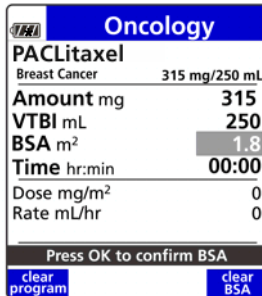 Oncology
PACLitaxel
Breast Cancer 315 mg/250 mL
Amount mg 315
VTBI mL 250
BSA m² 1.8
Time hr:min 00:00
Dose mg/m² 0
Rate mL/hr 0
Press OK to confirm BSA
clear program clear BSA